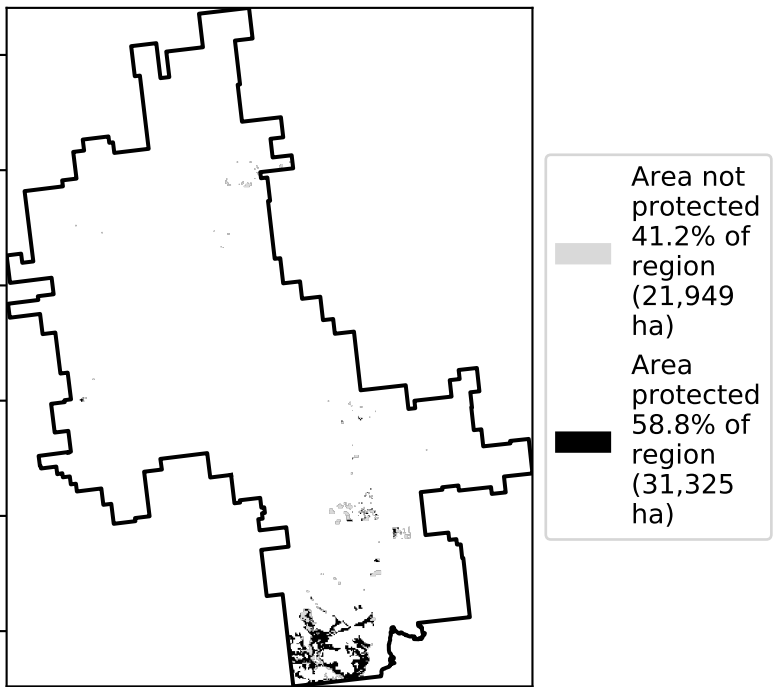 Area not
protected
41.2% of
region
(21,949
ha)
Area
protected
58.8% of
region
(31,325
ha)